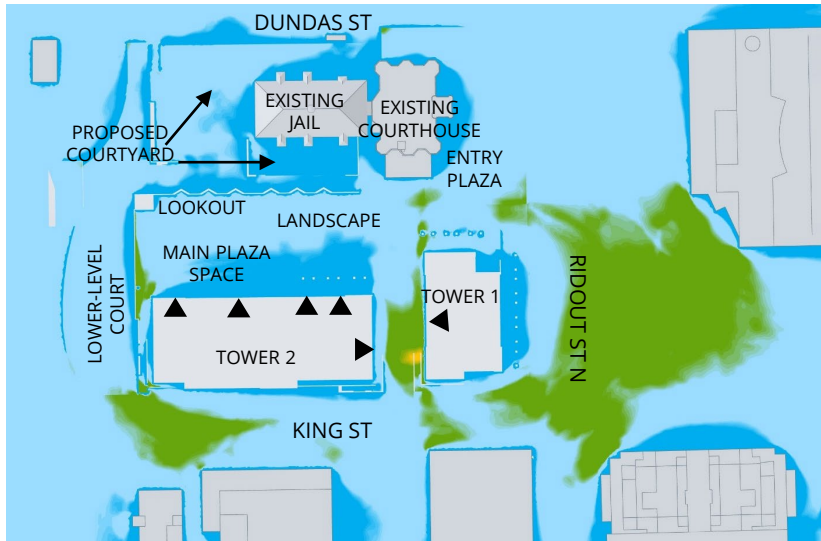 DUNDAS ST
EXISTING
JAIL
EXISTING
COURTHOUSE
PROPOSED
COURTYARD
ENTRY
PLAZA
LOOKOUT
LANDSCAPE
MAIN PLAZA
SPACE
LOWER-LEVEL
COURT
TOWER 1
RIDOUT ST N
TOWER 2
KING ST